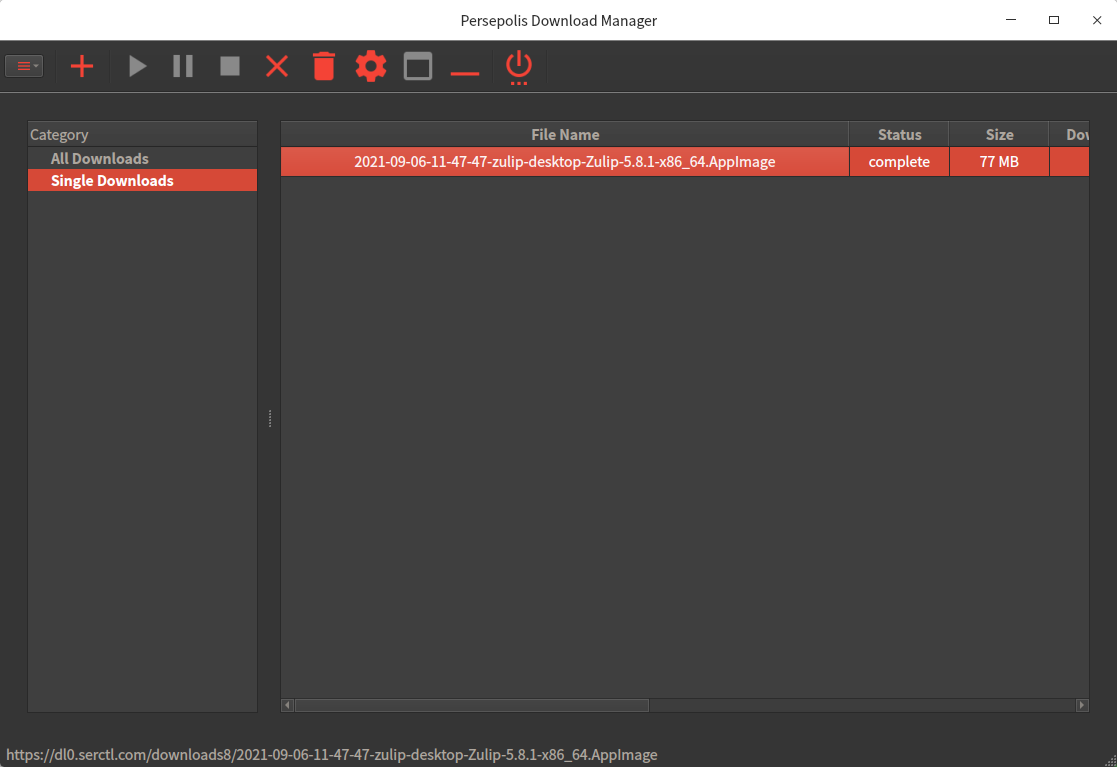 Persepolis Download Manager
Category
All Downloads
Single Downloads
File Name Status Size Dow
2021-09-06-11-47-47-zulip-desktop-Zulip-5.8.1-x86_64.AppImage complete 77 MB
https://dl0.serctl.com/downloads8/2021-09-06-11-47-47-zulip-desktop-Zulip-5.8.1-x86_64.AppImage